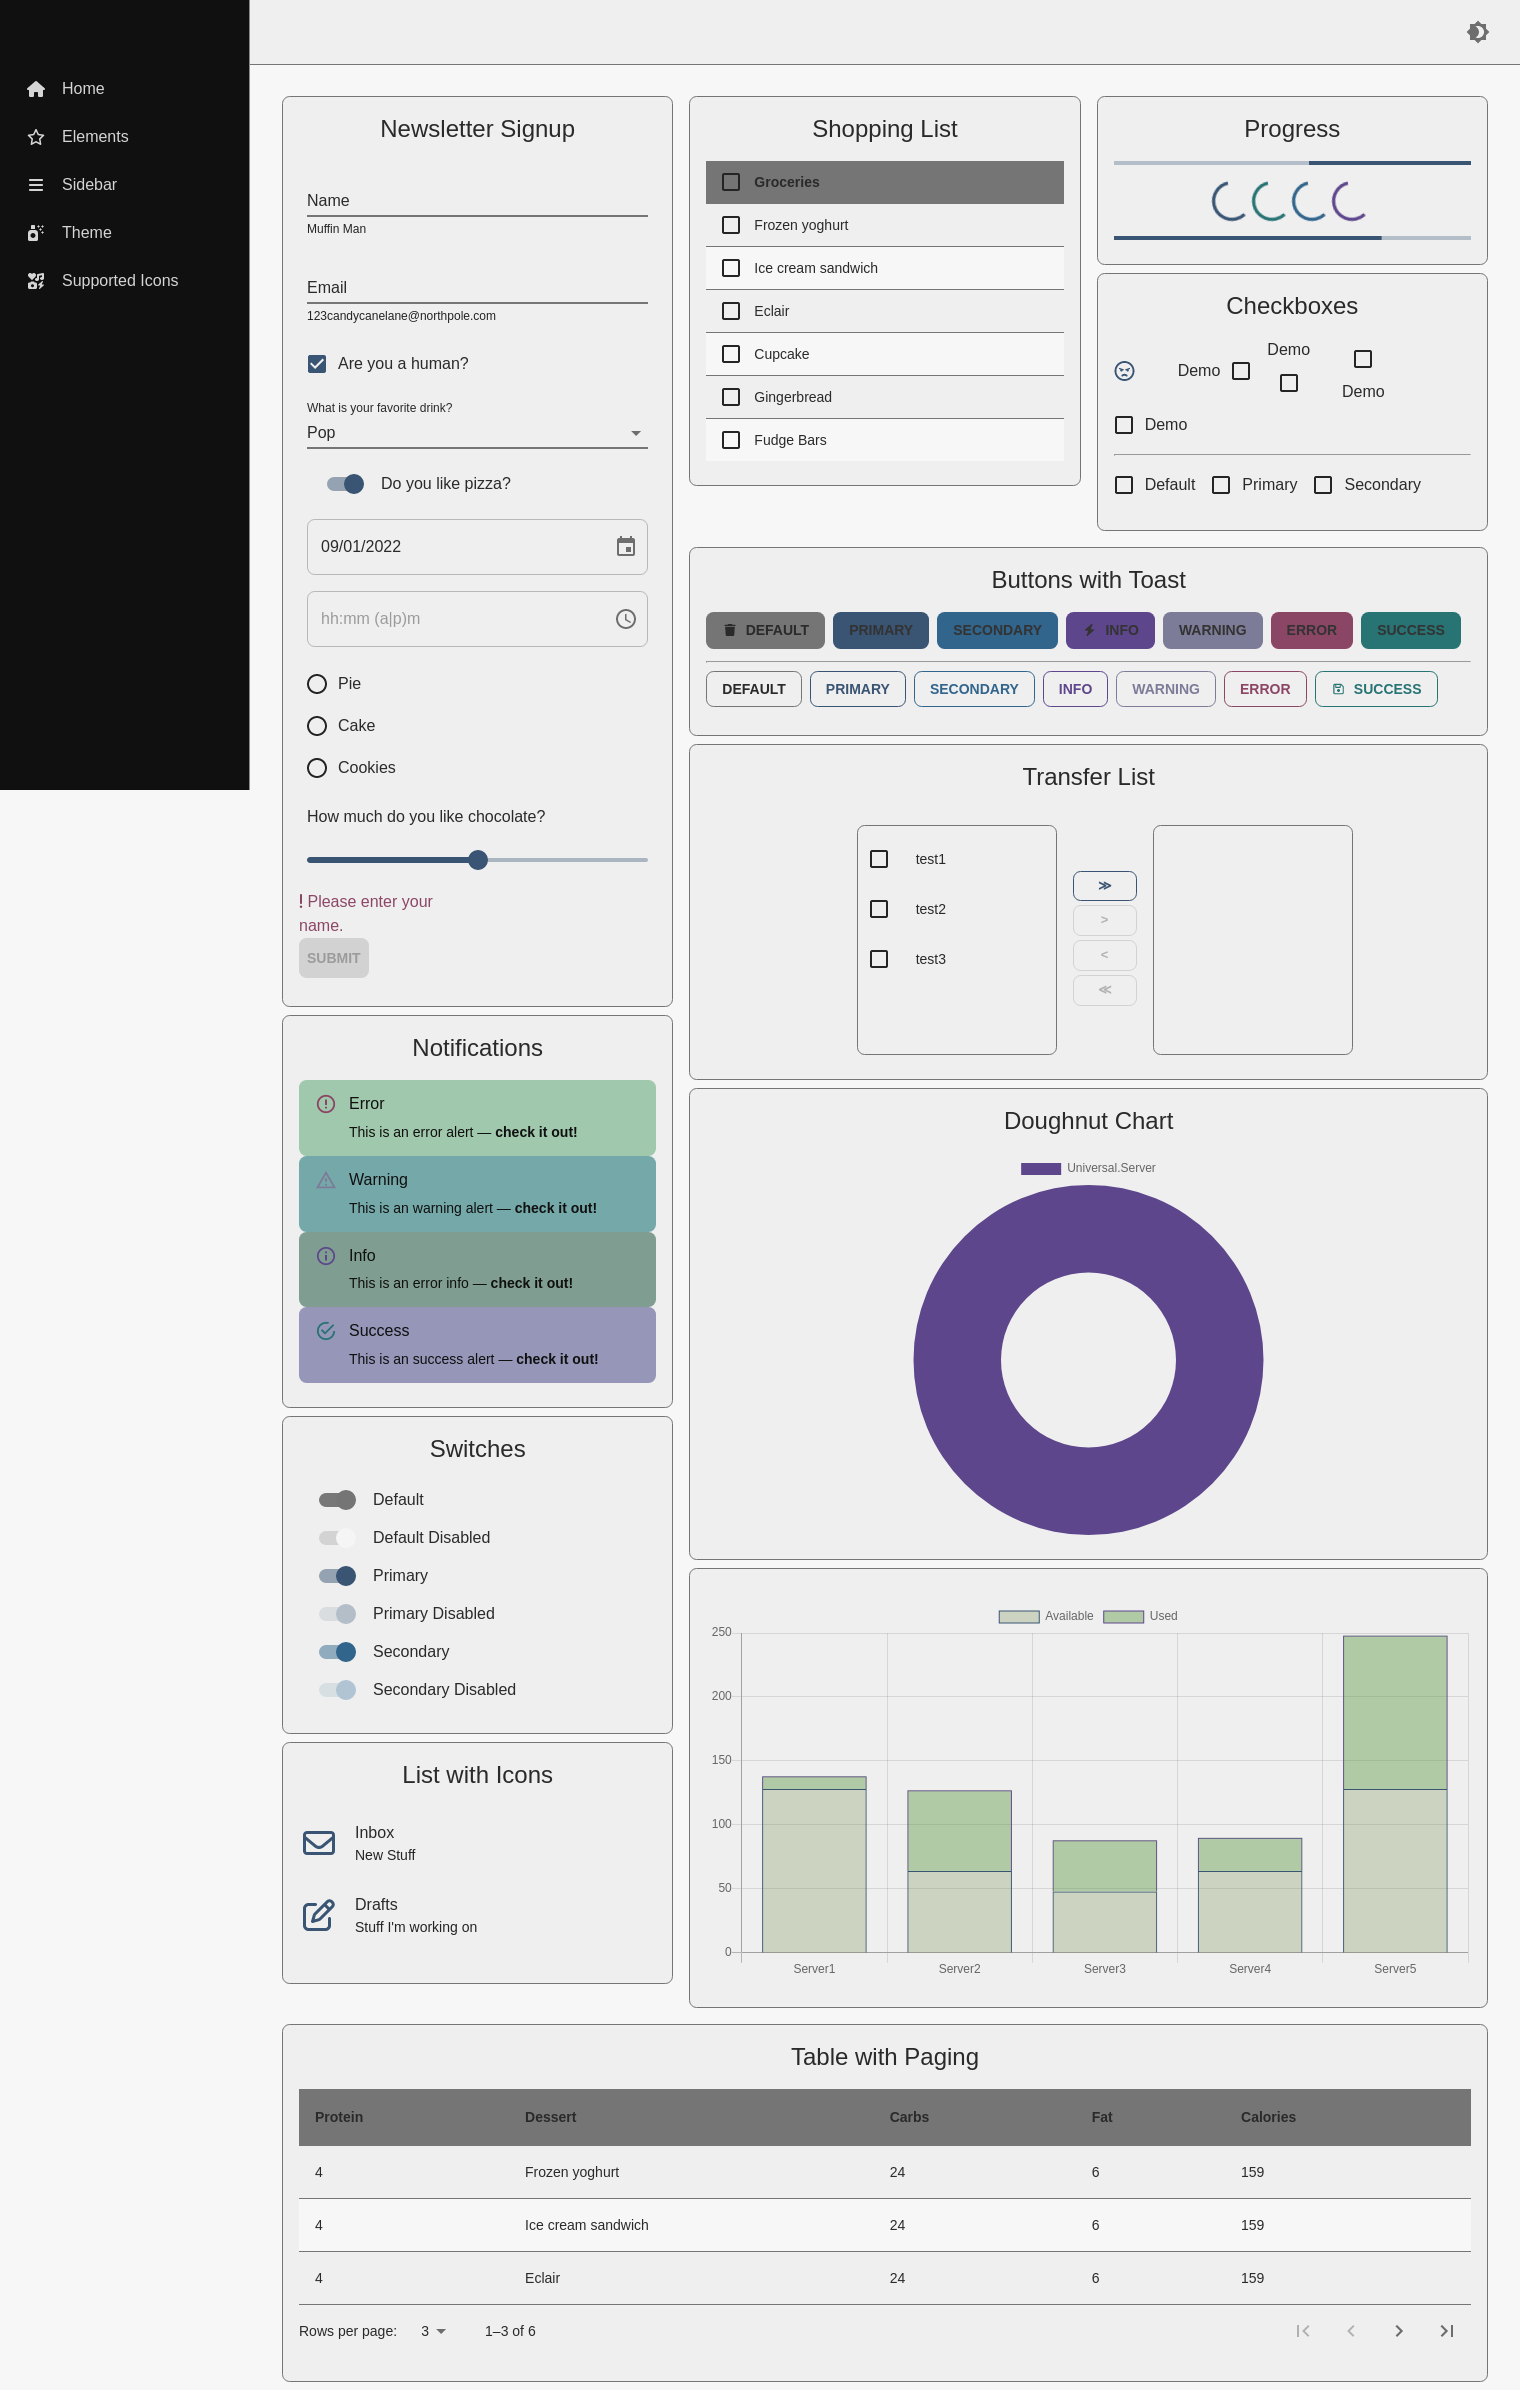 Home
Elements
Sidebar
Theme
Supported Icons
Newsletter Signup
Name
Muffin Man
Email
123candycanelane@northpole.com
Are you a human?
What is your favorite drink?
Pop
Do you like pizza?
09/01/2022
hh:mm (a|p)m
Pie
Cake
Cookies
How much do you like chocolate?
! Please enter your
name.
SUBMIT
Notifications
Error
This is an error alert — check it out!
Warning
This is an warning alert — check it out!
Info
This is an error info — check it out!
Success
This is an success alert — check it out!
Switches
Default
Default Disabled
Primary
Primary Disabled
Secondary
Secondary Disabled
List with Icons
Inbox
New Stuff
Drafts
Stuff I'm working on
Shopping List
Groceries
Frozen yoghurt
Ice cream sandwich
Eclair
Cupcake
Gingerbread
Fudge Bars
Progress
Checkboxes
Demo
Demo
Demo
Demo
Default Primary Secondary
Buttons with Toast
DEFAULT PRIMARY SECONDARY INFO WARNING ERROR SUCCESS
DEFAULT PRIMARY SECONDARY INFO WARNING ERROR SUCCESS
Transfer List
test1
test2
test3
≫
>
<
≪
Doughnut Chart
Universal.Server
Available Used
250
200
150
100
50
0
Server1 Server2 Server3 Server4 Server5
Table with Paging
Protein Dessert Carbs Fat Calories
4 Frozen yoghurt 24 6 159
4 Ice cream sandwich 24 6 159
4 Eclair 24 6 159
Rows per page: 3 1–3 of 6